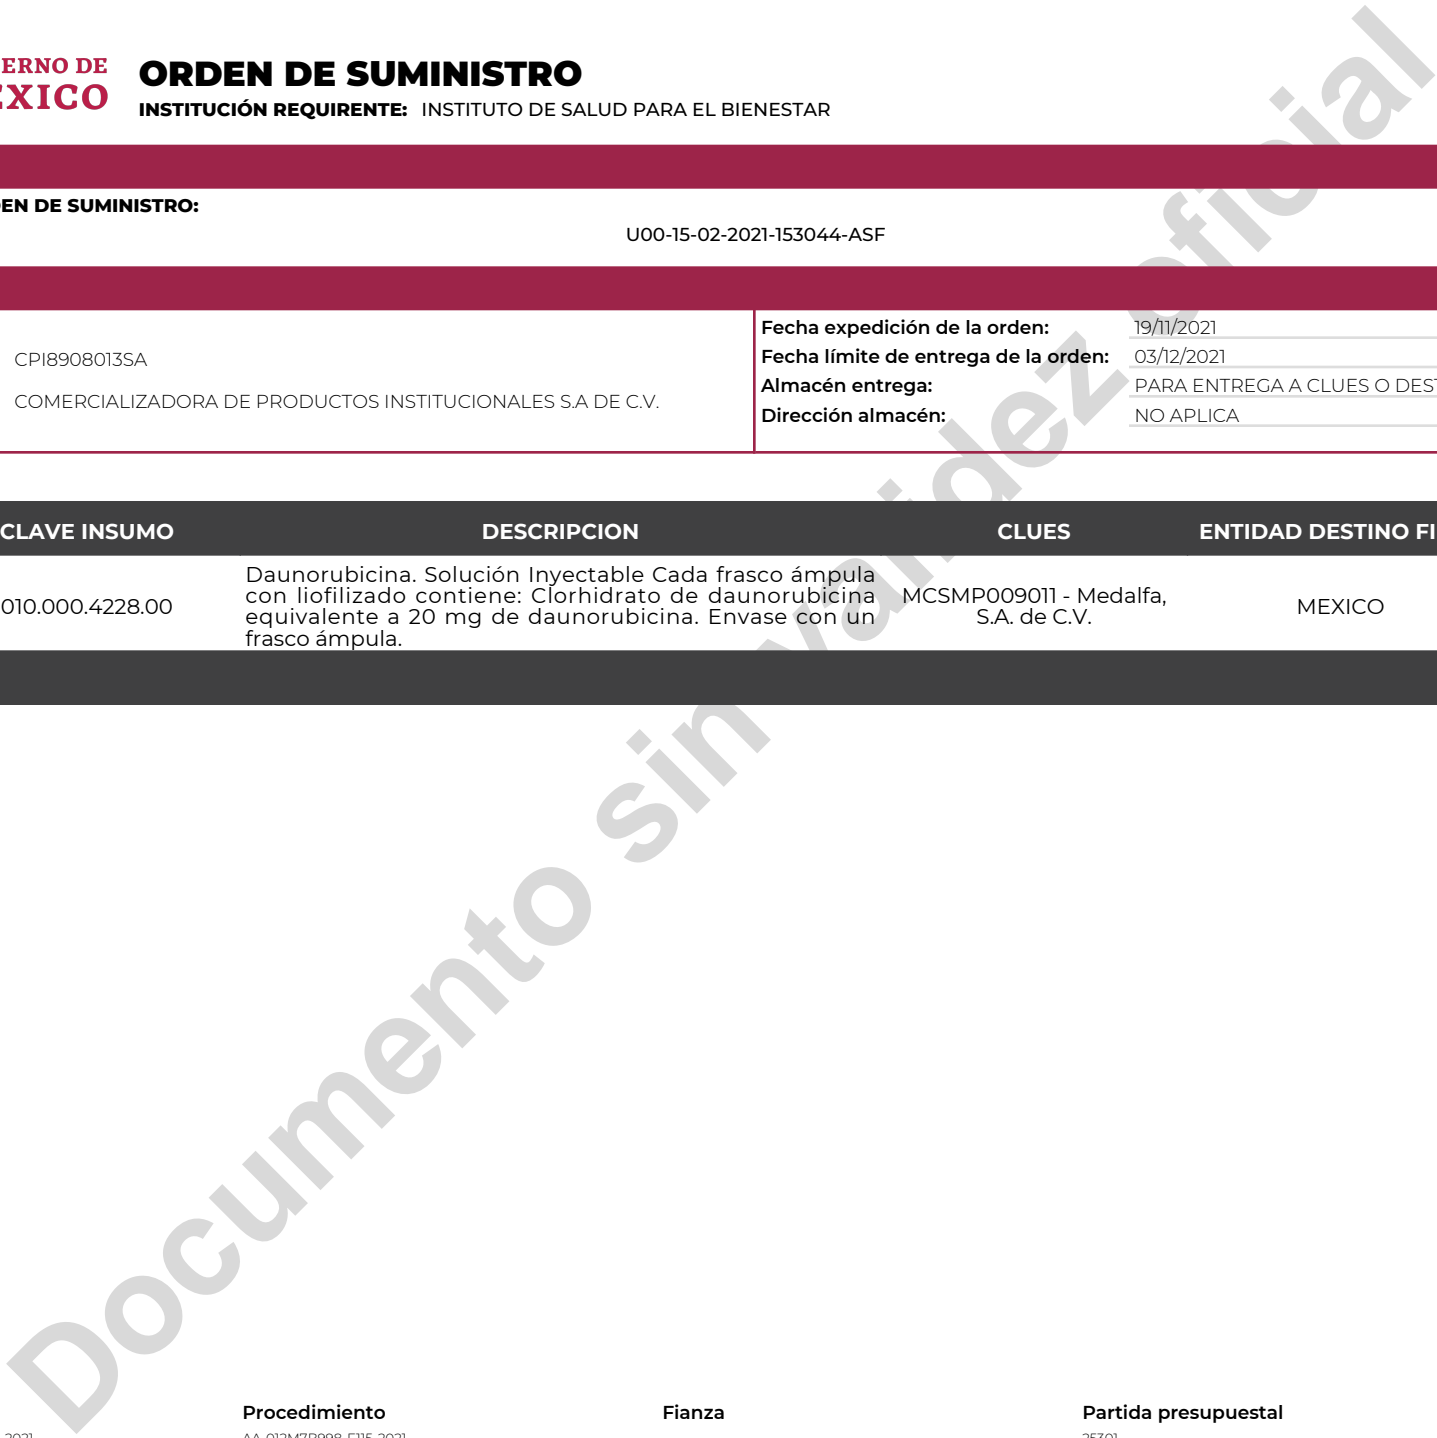 ERNO DE
ORDEN DE SUMINISTRO
INSTITUCIÓN REQUIRENTE: INSTITUTO DE SALUD PARA EL BIENESTAR
EN DE SUMINISTRO:
U00-15-02-2021-153044-ASF
CPI8908013SA
COMERCIALIZADORA DE PRODUCTOS INSTITUCIONALES S.A DE C.V.
Fecha expedición de la orden: 19/11/2021
Fecha límite de entrega de la orden: 03/12/2021
Almacén entrega: PARA ENTREGA A CLUES O DEST
Dirección almacén: NO APLICA
CLAVE INSUMO DESCRIPCION CLUES ENTIDAD DESTINO FI
010.000.4228.00
Daunorubicina. Solución Inyectable Cada frasco ámpula
con liofilizado contiene: Clorhidrato de daunorubicina
equivalente a 20 mg de daunorubicina. Envase con un
frasco ámpula.
MCSMP009011 - Medalfa,
S.A. de C.V.
MEXICO
Documento sin validez oficial
Procedimiento Fianza Partida presupuestal